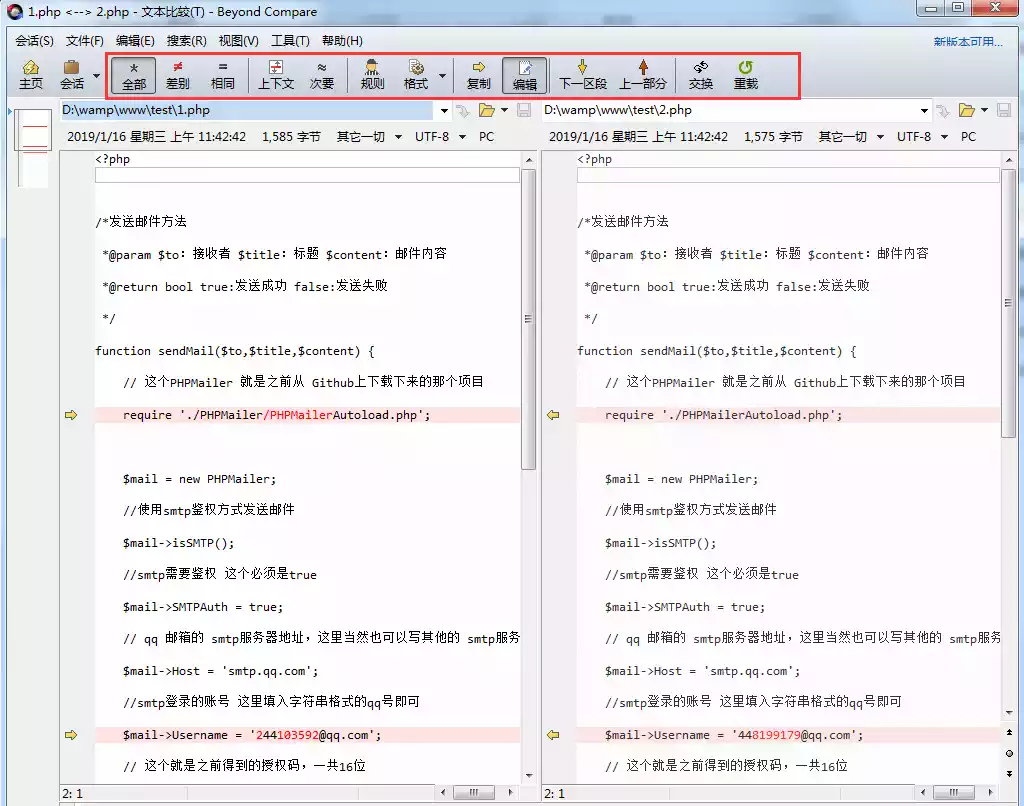 1.php <--> 2.php - 文本比较(T) - Beyond Compare
会话(S) 文件(F) 编辑(E) 搜索(R) 视图(V) 工具(T) 帮助(H)
新版本可用...
主页 会话 全部 差别 相同 上下文 次要 规则 格式 复制 编辑 下一区段 上一部分 交换 重载
D:\wamp\www\test\1.php
2019/1/16 星期三 上午 11:42:42 1,585 字节 其它一切 UTF-8 PC
<?php
/*发送邮件方法
*@param $to: 接收者 $title: 标题 $content: 邮件内容
*@return bool true:发送成功 false:发送失败
*/
function sendMail($to,$title,$content) {
// 这个PHPMailer 就是之前从 Github上下载下来的那个项目
require './PHPMailer/PHPMailerAutoload.php';
$mail = new PHPMailer;
//使用smtp鉴权方式发送邮件
$mail->isSMTP();
//smtp需要鉴权 这个必须是true
$mail->SMTPAuth = true;
// qq 邮箱的 smtp服务器地址，这里当然也可以写其他的 smtp服务
$mail->Host = 'smtp.qq.com';
//smtp登录的账号 这里填入字符串格式的qq号即可
$mail->Username = '244103592@qq.com';
// 这个就是之前得到的授权码，一共16位
2: 1
D:\wamp\www\test\2.php
2019/1/16 星期三 上午 11:42:42 1,575 字节 其它一切 UTF-8 PC
<?php
/*发送邮件方法
*@param $to: 接收者 $title: 标题 $content: 邮件内容
*@return bool true:发送成功 false:发送失败
*/
function sendMail($to,$title,$content) {
// 这个PHPMailer 就是之前从 Github上下载下来的那个项目
require './PHPMailerAutoload.php';
$mail = new PHPMailer;
//使用smtp鉴权方式发送邮件
$mail->isSMTP();
//smtp需要鉴权 这个必须是true
$mail->SMTPAuth = true;
// qq 邮箱的 smtp服务器地址，这里当然也可以写其他的 smtp服务
$mail->Host = 'smtp.qq.com';
//smtp登录的账号 这里填入字符串格式的qq号即可
$mail->Username = '448199179@qq.com';
// 这个就是之前得到的授权码，一共16位
2: 1